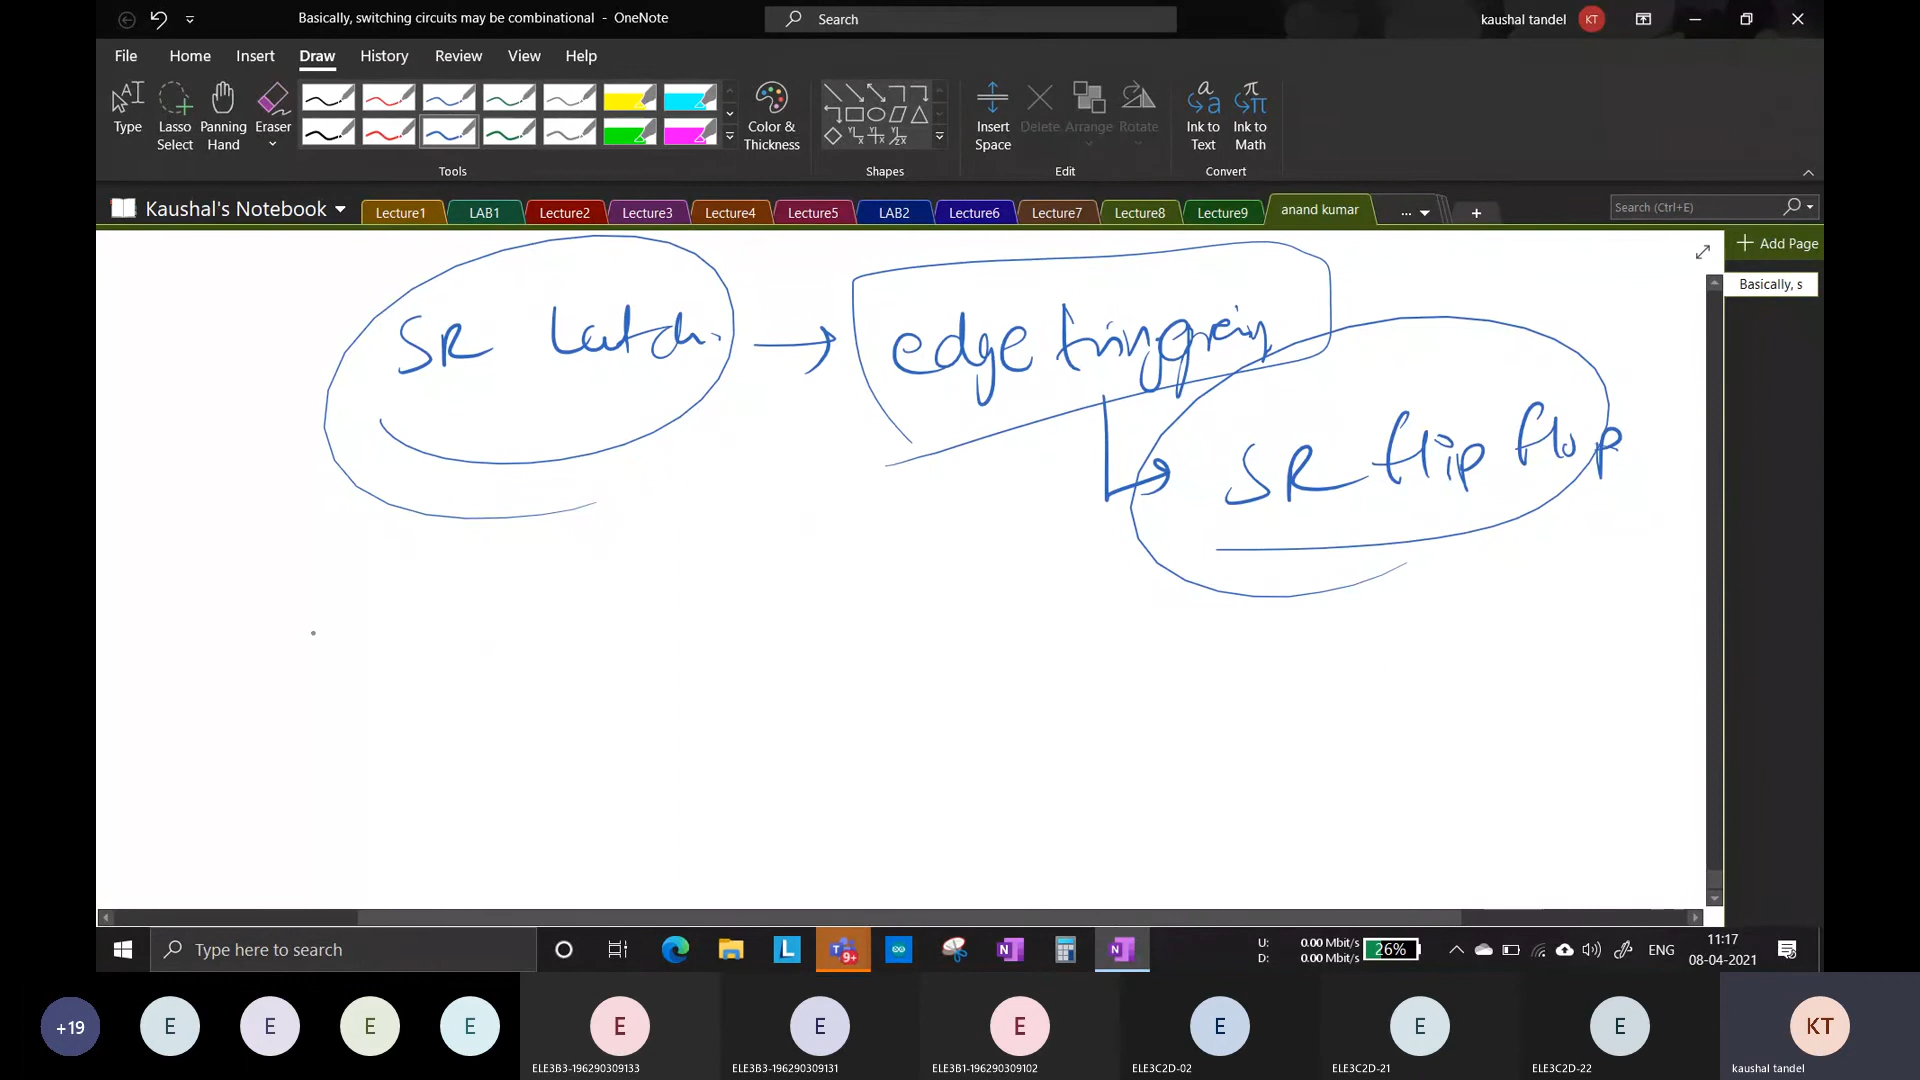 Basically, switching circuits may be combinational - OneNote
Search
kaushal tandel
KT
File Home Insert Draw History Review View Help
Type
Lasso Select
Panning Hand
Eraser
Color & Thickness
Insert Space
Delete
Arrange
Rotate
Ink to Text
Ink to Math
Tools
Shapes
Edit
Convert
Kaushal's Notebook
Lecture1 LAB1 Lecture2 Lecture3 Lecture4 Lecture5 LAB2 Lecture6 Lecture7 Lecture8 Lecture9 anand kumar ... +
Search (Ctrl+E)
Add Page
Basically, s
SR Latch
edge
SR flip flop
Type here to search
9+
U: 0.00 Mbit/s
D: 0.00 Mbit/s
26%
ENG
11:17
08-04-2021
+19 E E E E E E E E E E KT
ELE3B3-196290309133 ELE3B3-196290309131 ELE3B1-196290309102 ELE3C2D-02 ELE3C2D-21 ELE3C2D-22 kaushal tandel